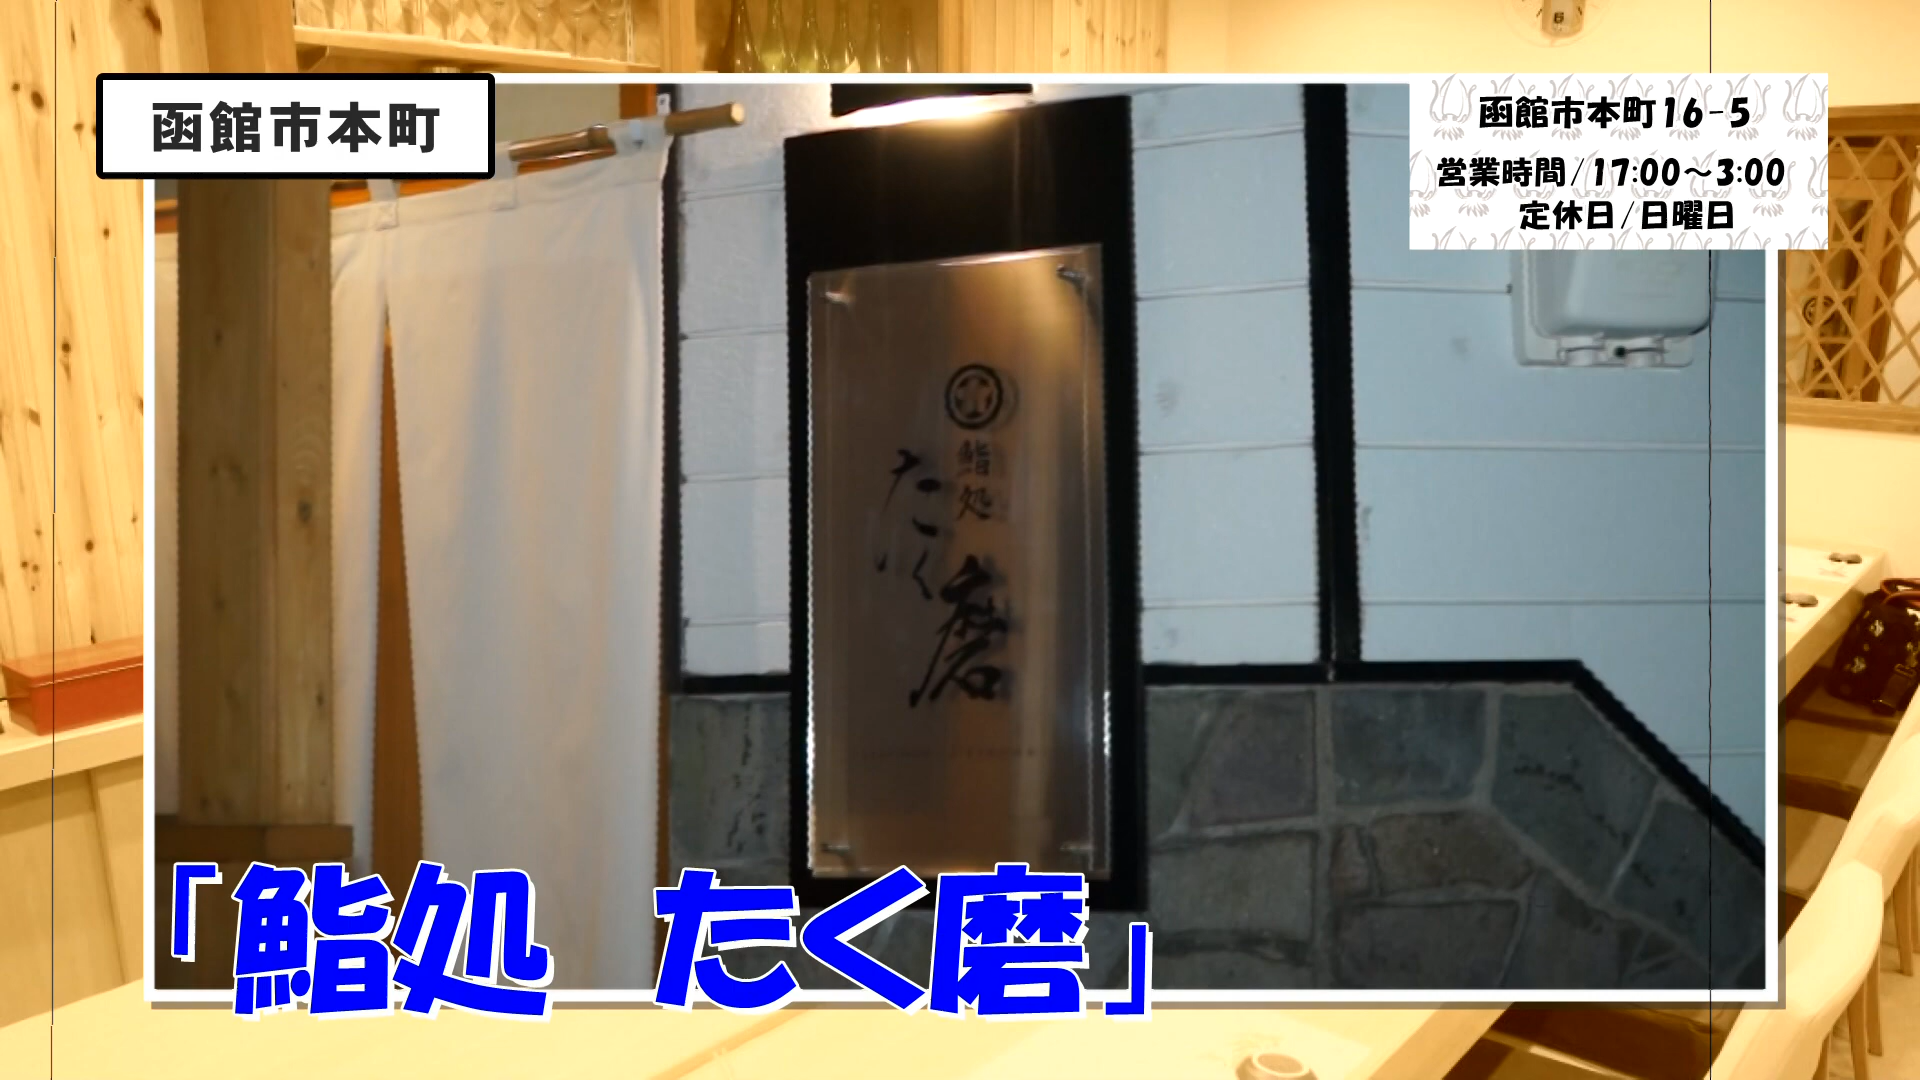 函館市本町
函館市本町16-5
営業時間/17:00～3:00
定休日/日曜日
鮨処
たく磨
「鮨処　たく磨」